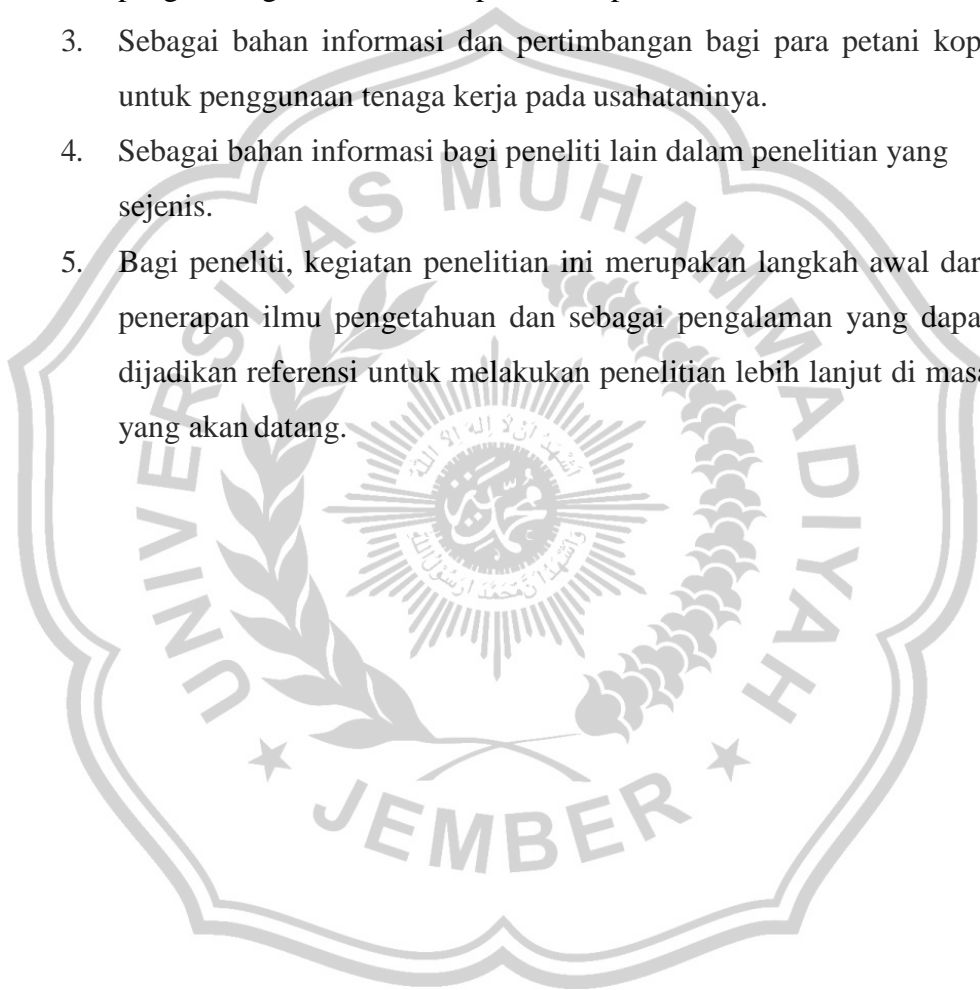 3. Sebagai bahan informasi dan pertimbangan bagi para petani kop
untuk penggunaan tenaga kerja pada usahataninya.
4. Sebagai bahan informasi bagi peneliti lain dalam penelitian yang
sejenis.
5. Bagi peneliti, kegiatan penelitian ini merupakan langkah awal dar
penerapan ilmu pengetahuan dan sebagai pengalaman yang dapa
dijadikan referensi untuk melakukan penelitian lebih lanjut di masa
yang akan datang.
UNIVERSITAS MUHAMMADIYAH
JEMBER